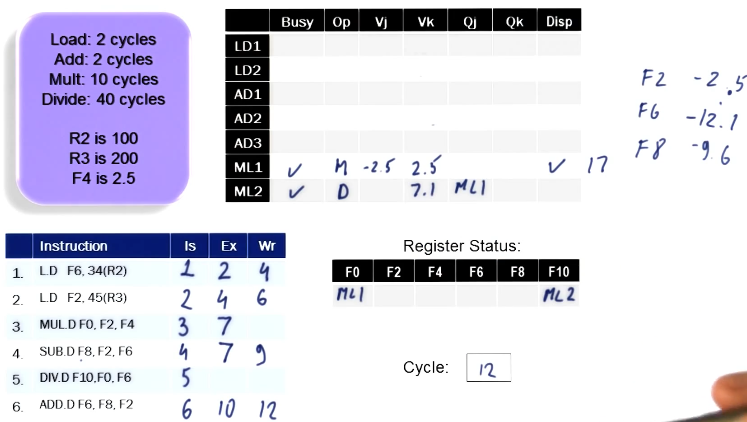 Load: 2 cycles
Add: 2 cycles
Mult: 10 cycles
Divide: 40 cycles
R2 is 100
R3 is 200
F4 is 2.5
Busy Op Vj Vk Qj Qk Disp
LD1
LD2
AD1
AD2
AD3
ML1 ✓ M -2.5 2.5 ✓ 17
ML2 ✓ D 7.1 ML1
F2 -2.5
F6 -12.1
F8 -9.6
Instruction Is Ex Wr
1. L.D F6, 34(R2) 1 2 4
2. L.D F2, 45(R3) 2 4 6
3. MUL.D F0, F2, F4 3 7
4. SUB.D F8, F2, F6 4 7 9
5. DIV.D F10,F0, F6 5
6. ADD.D F6, F8, F2 6 10 12
Register Status:
F0 F2 F4 F6 F8 F10
ML1 ML2
Cycle: 12